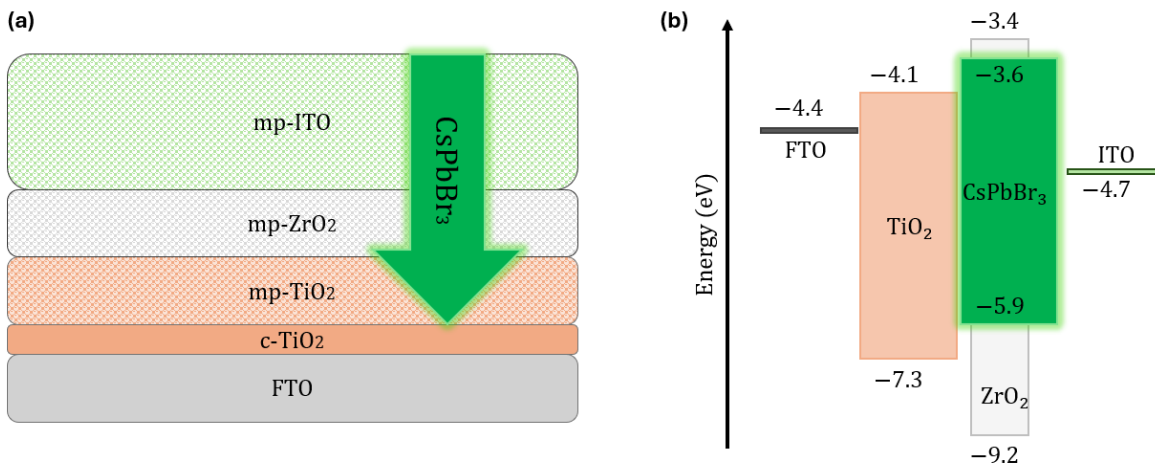 (a)
mp-ITO
CsPbBr₃
mp-ZrO₂
mp-TiO₂
c-TiO₂
FTO
(b)
Energy (eV)
−3.4
−4.1
−3.6
−4.4
FTO
ITO
−4.7
CsPbBr₃
TiO₂
−5.9
−7.3
ZrO₂
−9.2